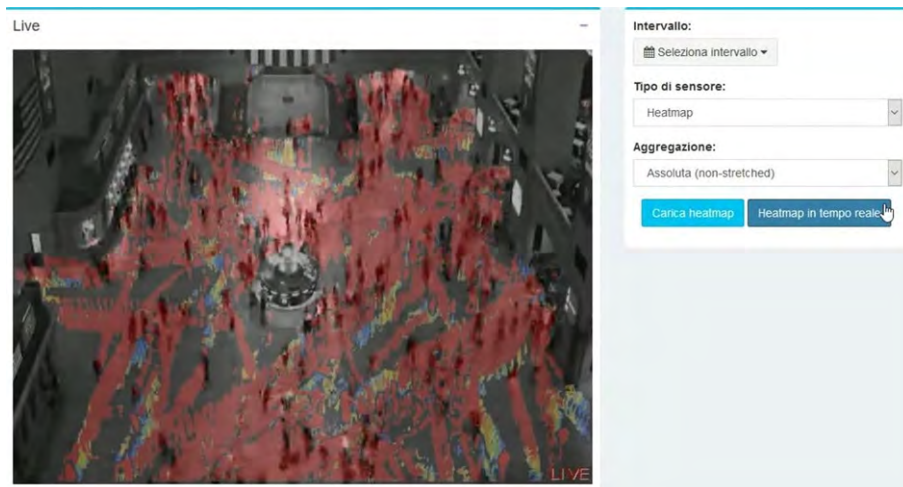 Live
Intervallo:
Seleziona intervallo
Tipo di sensore:
Heatmap
Aggregazione:
Assoluta (non-stretched)
Carica heatmap
Heatmap in tempo reale
LIVE